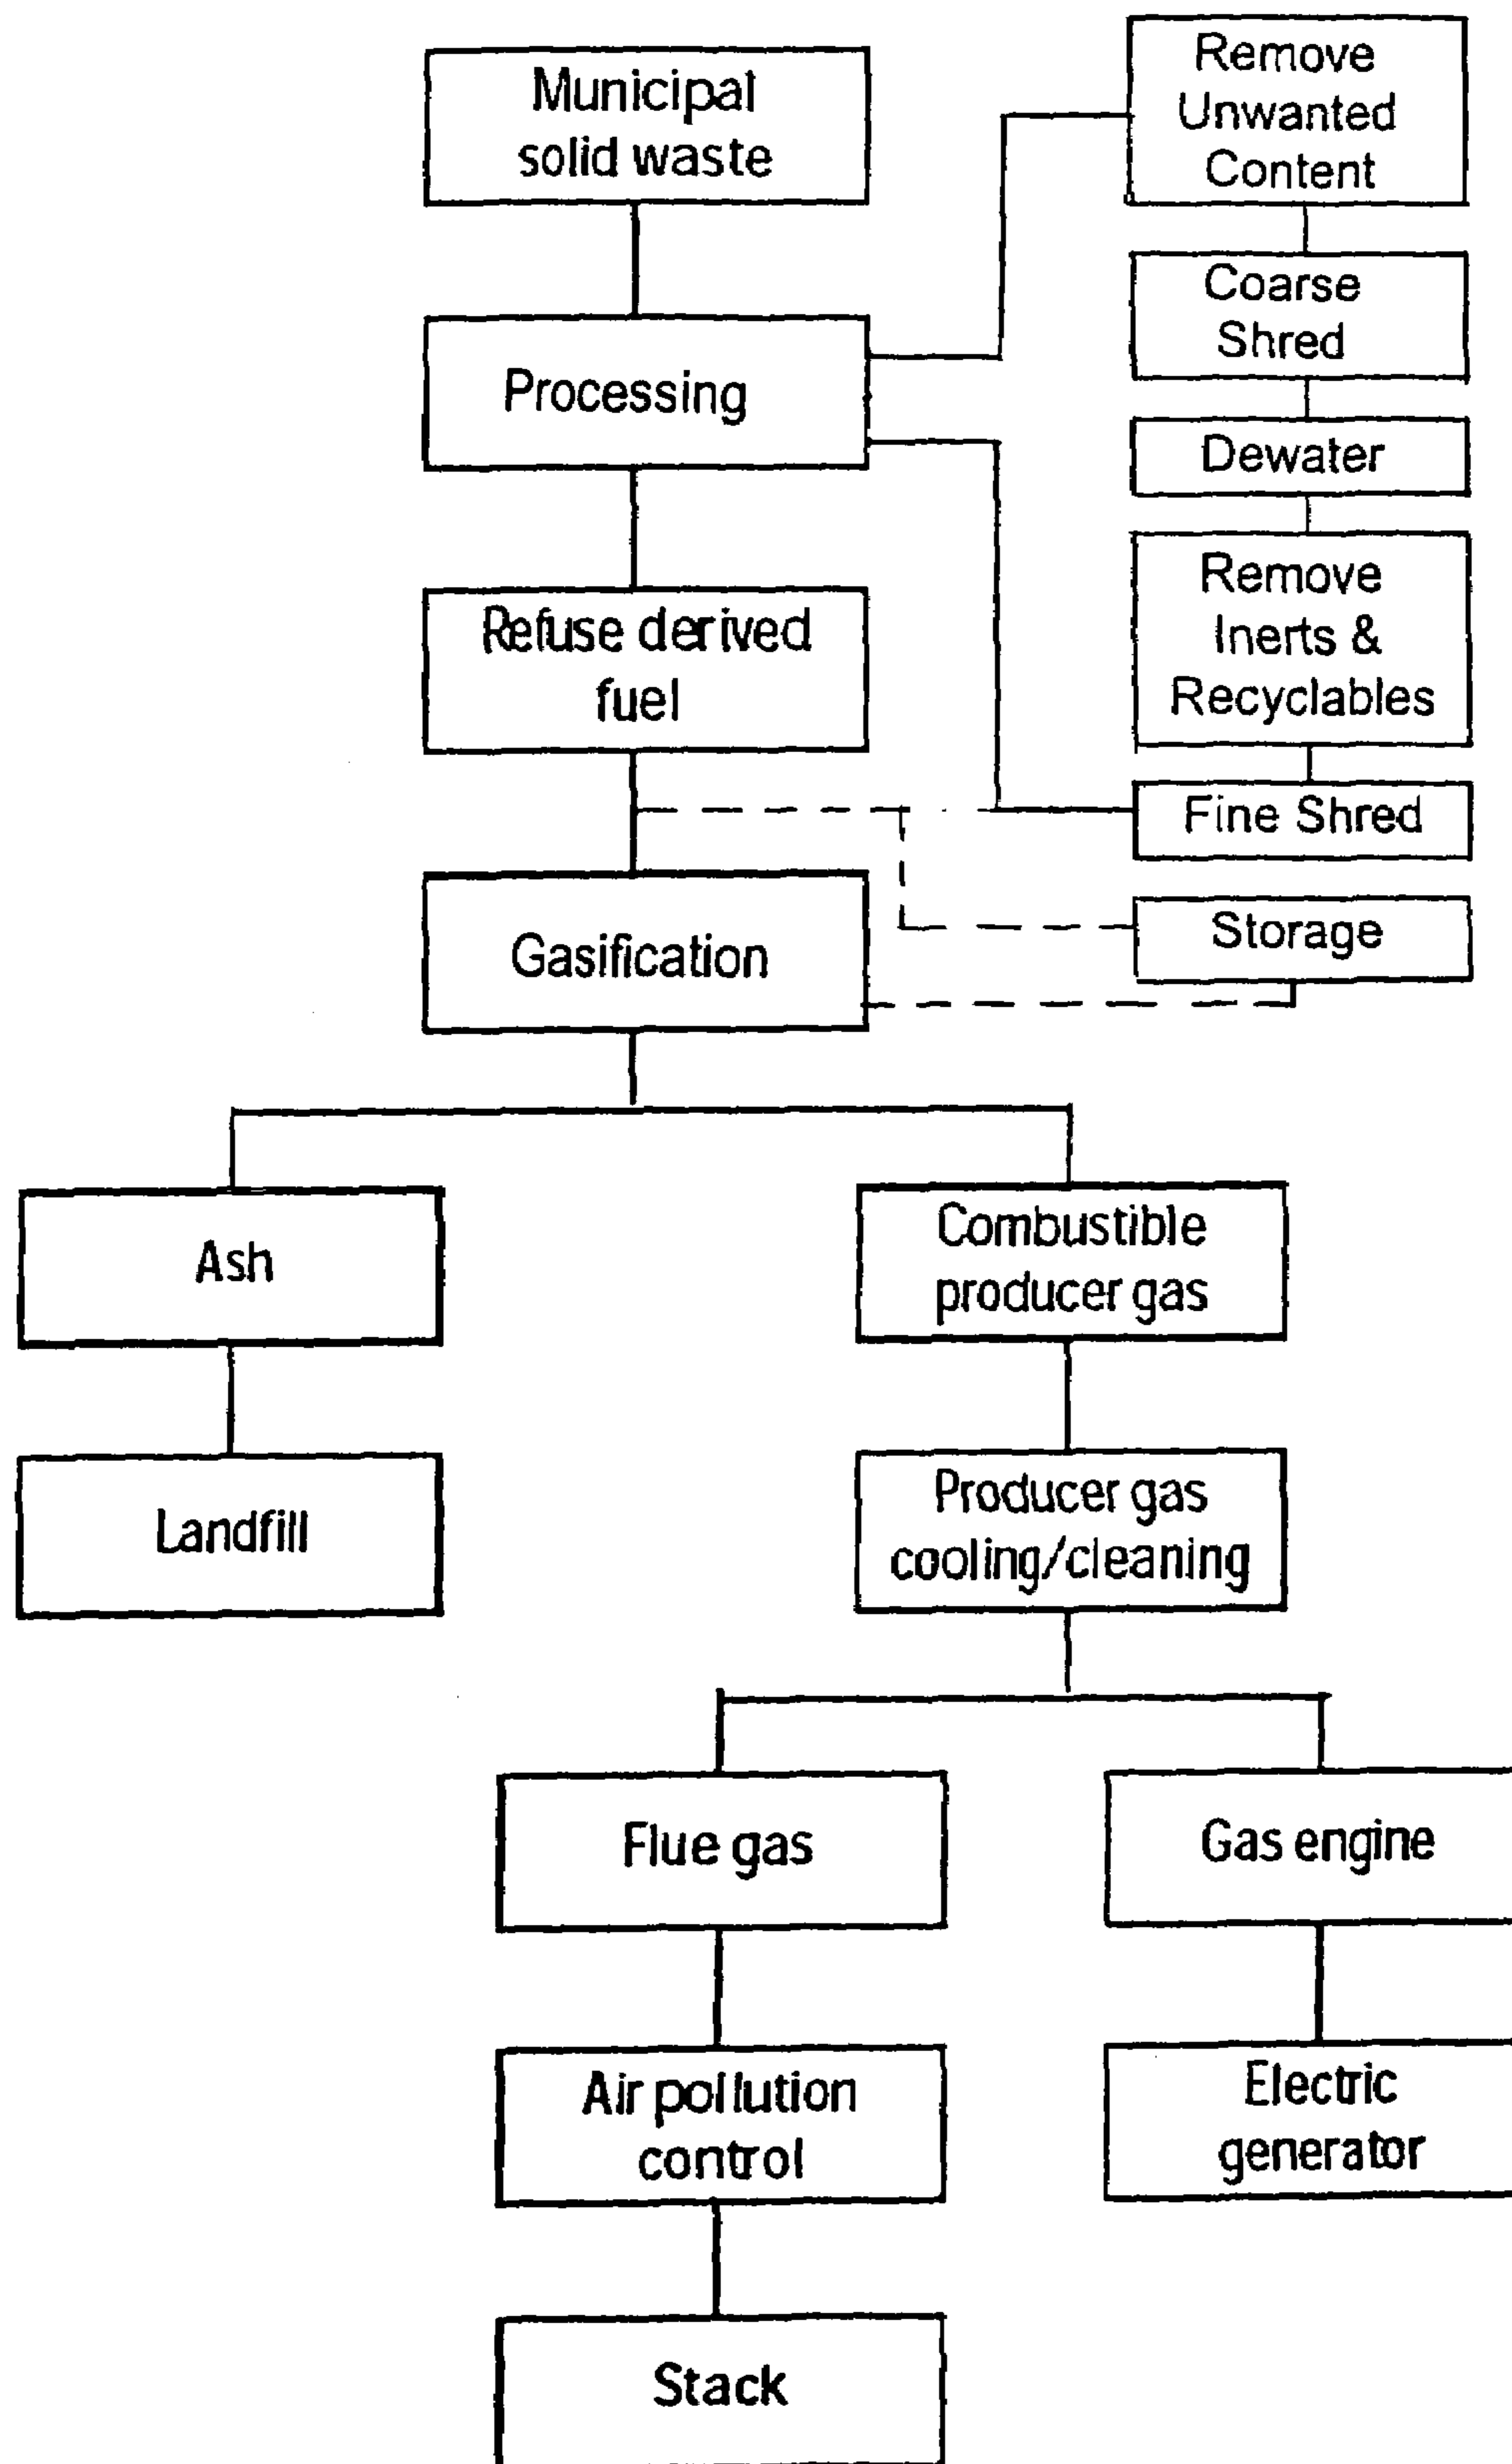 Municipal
solid waste
Processing
Refuse derived
fuel
Gasification
Remove
Unwanted
Content
Coarse
Shred
Dewater
Remove
Inerts &
Recyclables
Fine Shred
Storage
Ash
Landfill
Combustible
producer gas
Producer gas
cooling/cleaning
Flue gas
Air pollution
control
Stack
Gas engine
Electric
generator